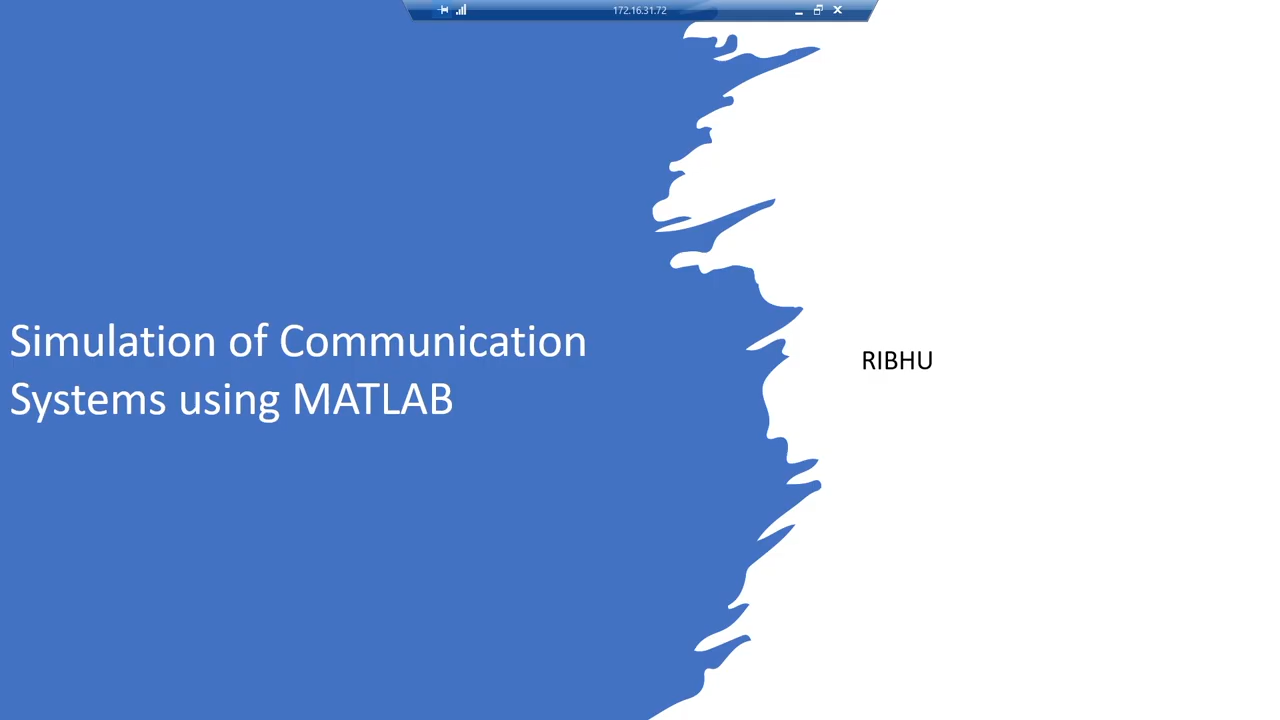 172.16.31.72
Simulation of Communication
Systems using MATLAB
RIBHU